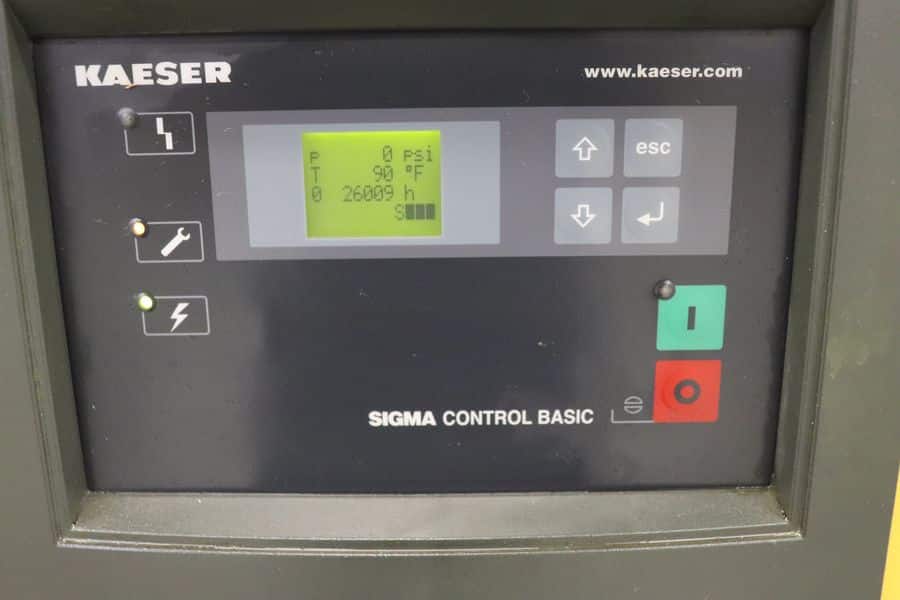 KAESER
www.kaeser.com
p 0 psi
T 90 °F
0 26009 h
S
esc
I
O
SIGMA CONTROL BASIC